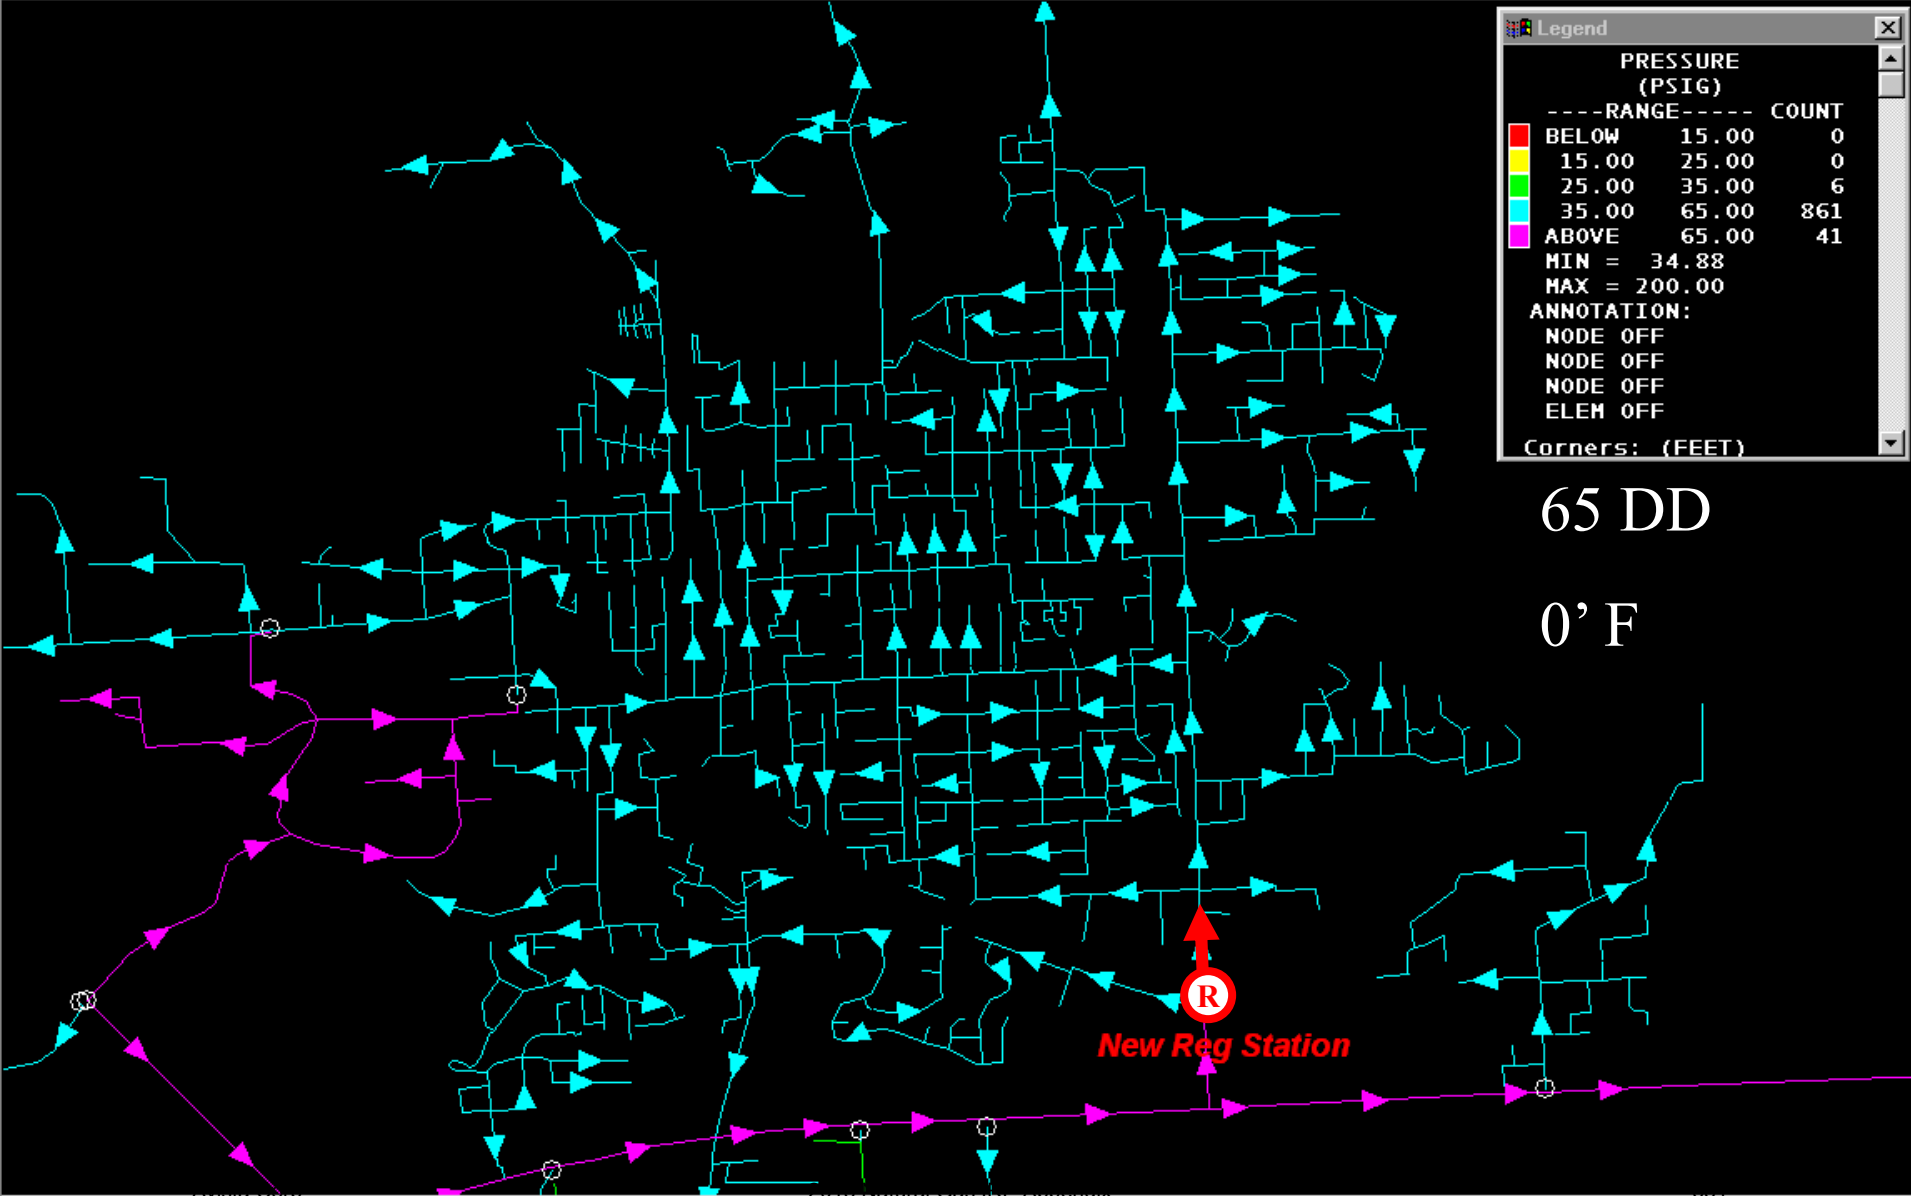 Legend
PRESSURE
(PSIG)
----RANGE----- COUNT
BELOW 15.00 0
15.00 25.00 0
25.00 35.00 6
35.00 65.00 861
ABOVE 65.00 41
MIN = 34.88
MAX = 200.00
ANNOTATION:
NODE OFF
NODE OFF
NODE OFF
ELEM OFF
Corners: (FEET)
65 DD
0’ F
R
New Reg Station